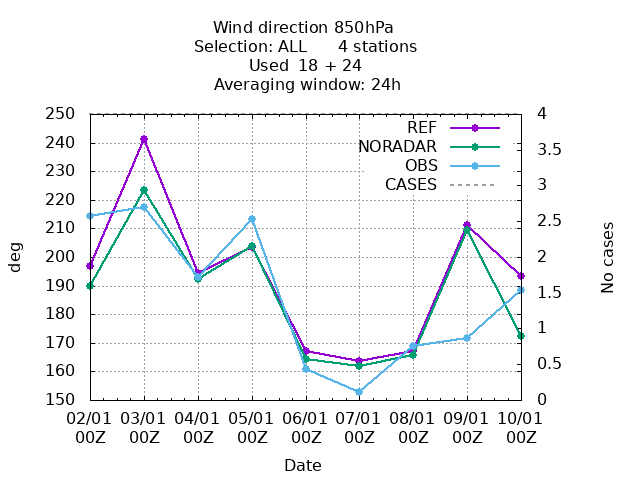 Wind direction 850hPa
Selection: ALL      4 stations
Used  18 + 24
Averaging window: 24h
250 4
240
230 3.5
220 3
210 2.5
200 2
190
180 1.5
170 1
160 0.5
150 0
REF
NORADAR
OBS
CASES
deg
No cases
02/01 03/01 04/01 05/01 06/01 07/01 08/01 09/01 10/01
00Z 00Z 00Z 00Z 00Z 00Z 00Z 00Z 00Z
Date